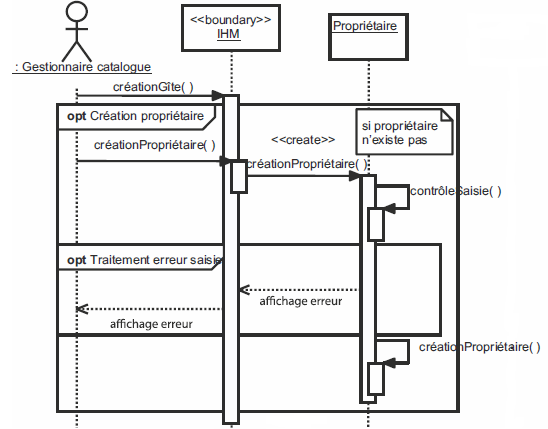 <<boundary>>
IHM
Propriétaire
: Gestionnaire catalogue
créationGîte( )
opt Création propriétaire
si propriétaire
n'existe pas
créationPropriétaire( )
<<create>>
créationPropriétaire( )
contrôleSaisie( )
opt Traitement erreur saisie
affichage erreur
affichage erreur
créationPropriétaire( )